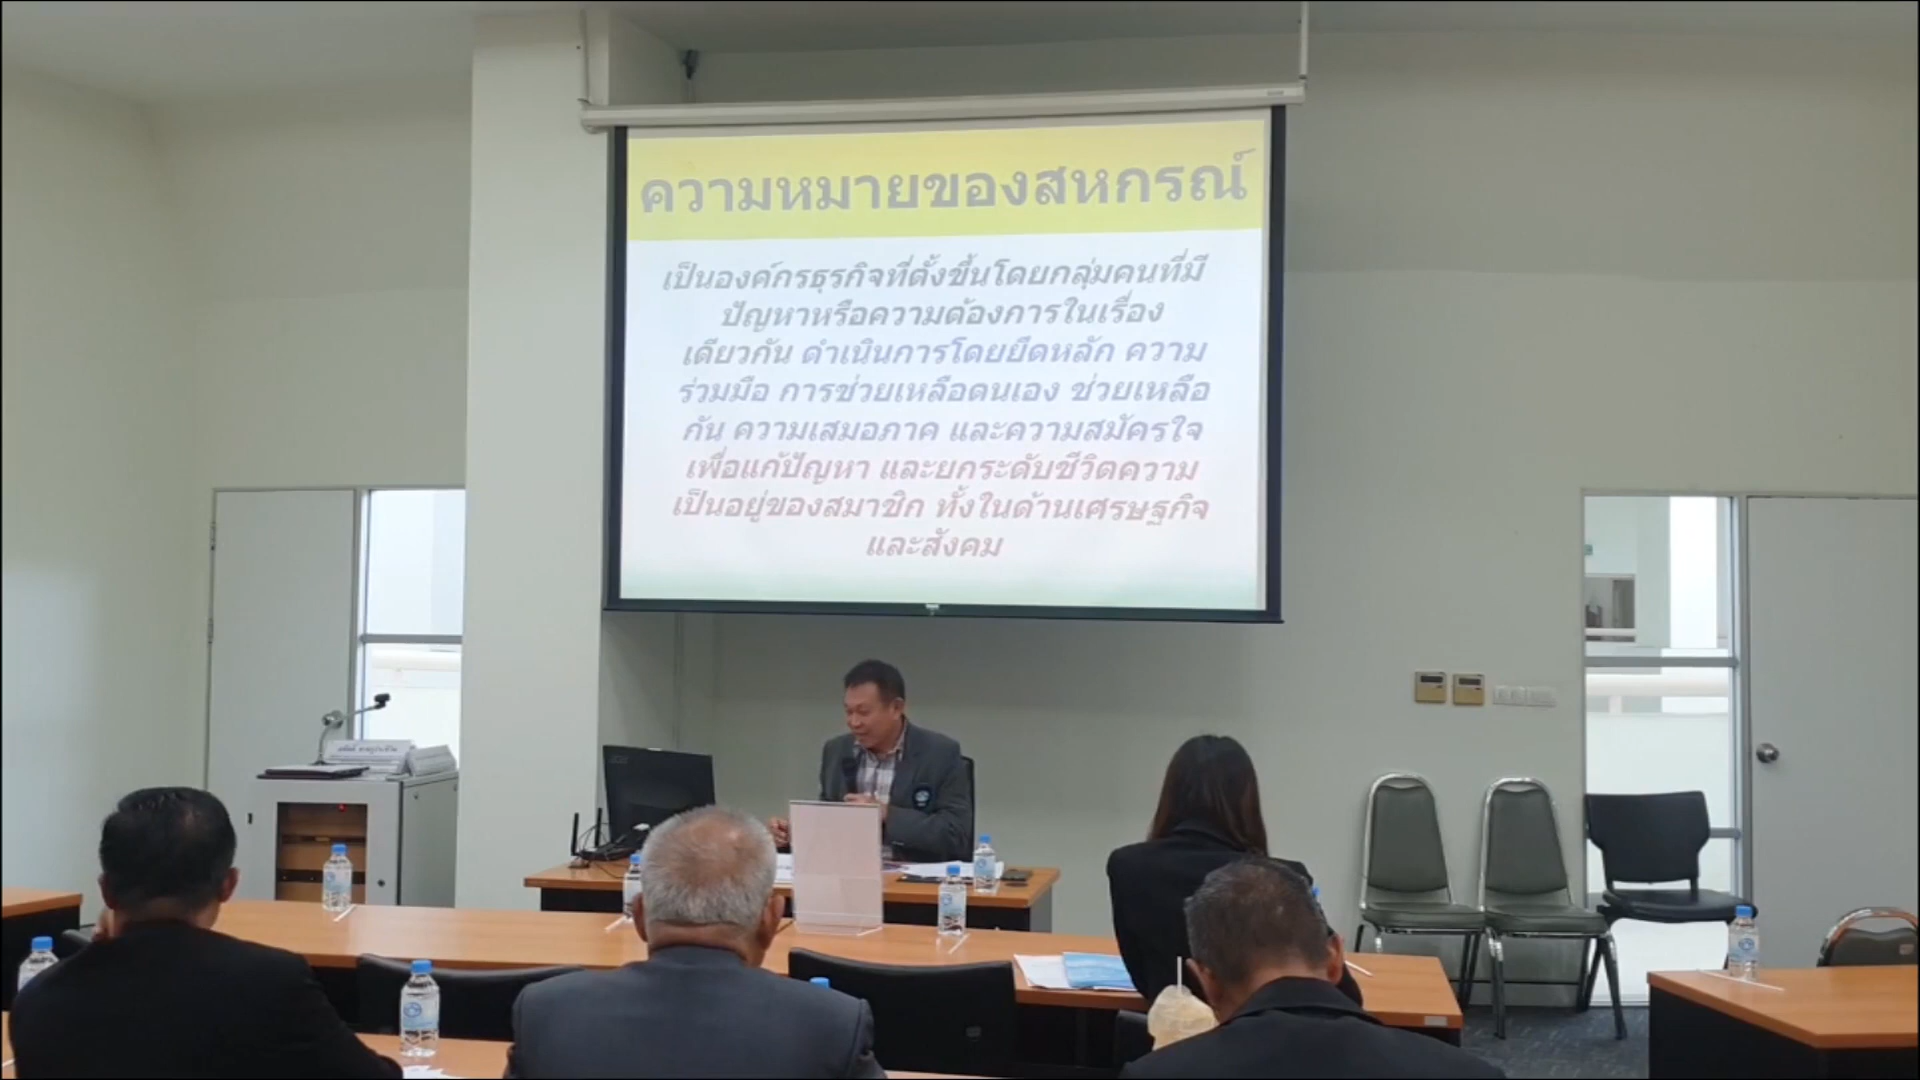 ความหมายของสหกรณ์
เป็นองค์กรธุรกิจที่ตั้งขึ้นโดยกลุ่มคนที่มี
ปัญหาหรือความต้องการในเรื่อง
เดียวกัน ดำเนินการโดยยึดหลัก ความ
ร่วมมือ การช่วยเหลือตนเอง ช่วยเหลือ
กัน ความเสมอภาค และความสมัครใจ
เพื่อแก้ปัญหา และยกระดับชีวิตความ
เป็นอยู่ของสมาชิก ทั้งในด้านเศรษฐกิจ
และสังคม